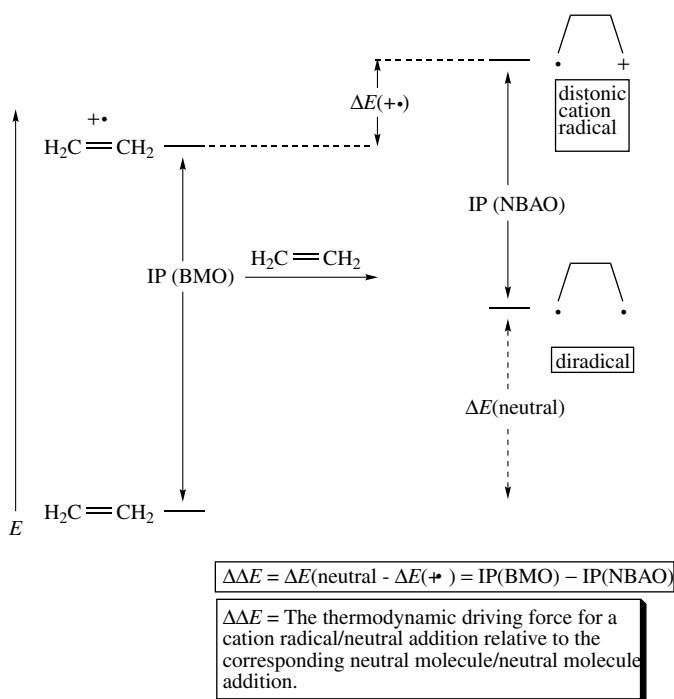 distonic
cation
radical
ΔE(+•)
+•
H₂C=CH₂
• +
IP (NBAO)
H₂C=CH₂
IP (BMO)
• •
diradical
ΔE(neutral)
H₂C=CH₂
E
ΔΔE = ΔE(neutral - ΔE(+• ) = IP(BMO) − IP(NBAO)
ΔΔE = The thermodynamic driving force for a
cation radical/neutral addition relative to the
corresponding neutral molecule/neutral molecule
addition.